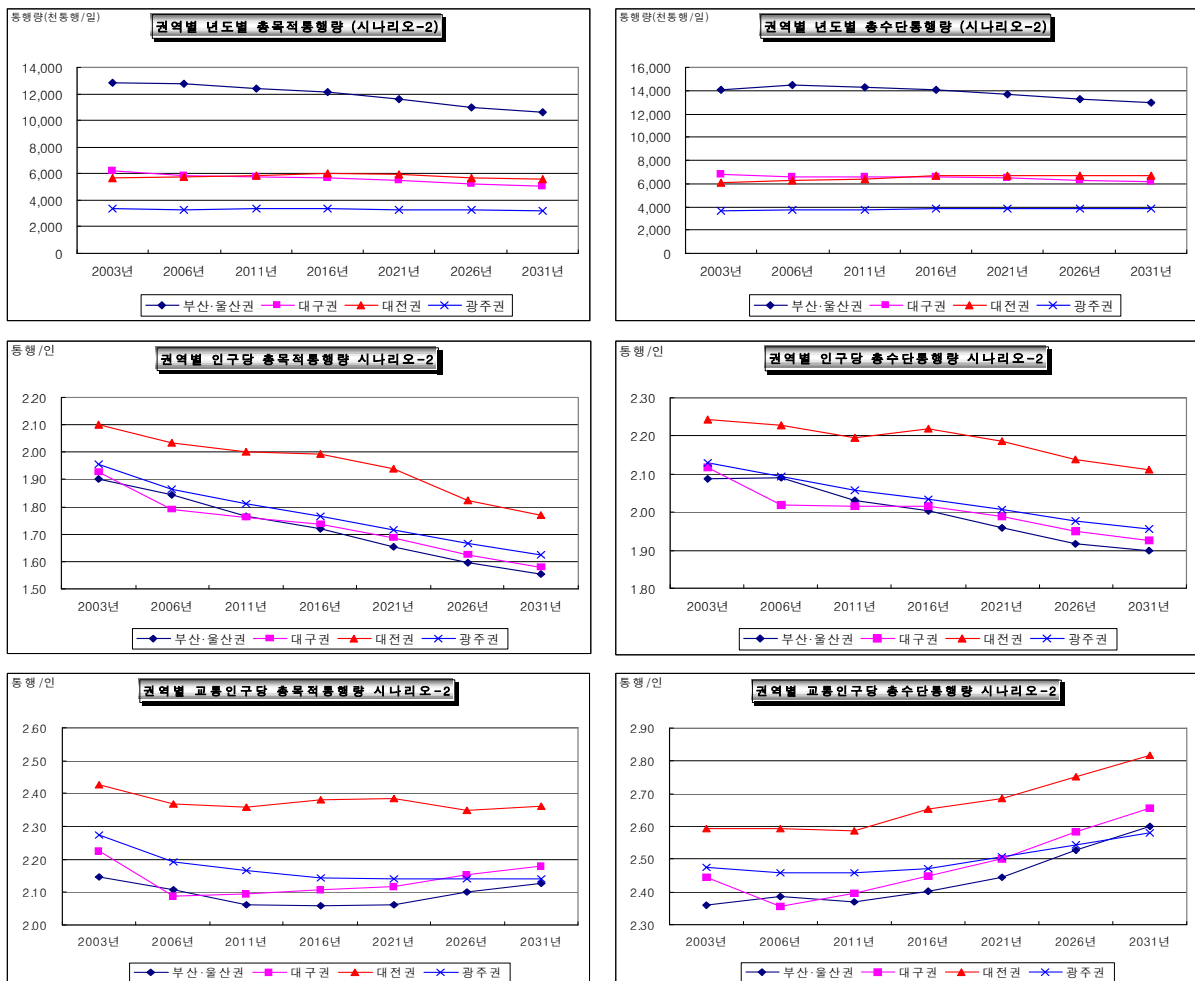 통행량(천통행/일)
권역별 년도별 총목적통행량 (시나리오-2)
14,000
12,000
10,000
8,000
6,000
4,000
2,000
0
2003년 2006년 2011년 2016년 2021년 2026년 2031년
부산·울산권 대구권 대전권 광주권
통행량(천통행/일)
권역별 년도별 총수단통행량 (시나리오-2)
16,000
14,000
12,000
10,000
8,000
6,000
4,000
2,000
0
2003년 2006년 2011년 2016년 2021년 2026년 2031년
부산·울산권 대구권 대전권 광주권
통행/인
권역별 인구당 총목적통행량 시나리오-2
2.20
2.10
2.00
1.90
1.80
1.70
1.60
1.50
2003년 2006년 2011년 2016년 2021년 2026년 2031년
부산·울산권 대구권 대전권 광주권
통행/인
권역별 인구당 총수단통행량 시나리오-2
2.30
2.20
2.10
2.00
1.90
1.80
2003년 2006년 2011년 2016년 2021년 2026년 2031년
부산·울산권 대구권 대전권 광주권
통행/인
권역별 교통인구당 총목적통행량 시나리오-2
2.60
2.50
2.40
2.30
2.20
2.10
2.00
2003년 2006년 2011년 2016년 2021년 2026년 2031년
부산·울산권 대구권 대전권 광주권
통행/인
권역별 교통인구당 총수단통행량 시나리오-2
2.90
2.80
2.70
2.60
2.50
2.40
2.30
2003년 2006년 2011년 2016년 2021년 2026년 2031년
부산·울산권 대구권 대전권 광주권